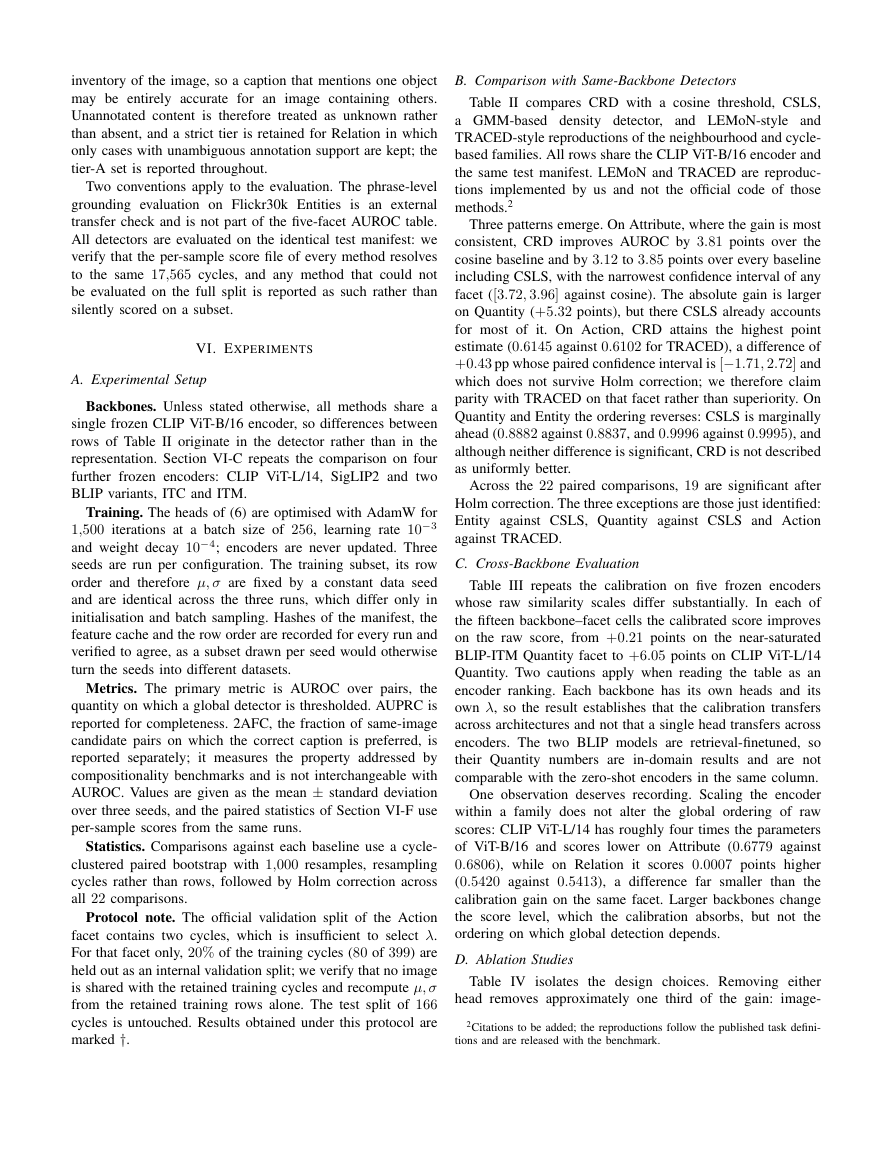 inventory of the image, so a caption that mentions one object
may be entirely accurate for an image containing others.
Unannotated content is therefore treated as unknown rather
than absent, and a strict tier is retained for Relation in which
only cases with unambiguous annotation support are kept; the
tier-A set is reported throughout.
Two conventions apply to the evaluation. The phrase-level
grounding evaluation on Flickr30k Entities is an external
transfer check and is not part of the five-facet AUROC table.
All detectors are evaluated on the identical test manifest: we
verify that the per-sample score file of every method resolves
to the same 17,565 cycles, and any method that could not
be evaluated on the full split is reported as such rather than
silently scored on a subset.
VI. EXPERIMENTS
A. Experimental Setup
Backbones. Unless stated otherwise, all methods share a
single frozen CLIP ViT-B/16 encoder, so differences between
rows of Table II originate in the detector rather than in the
representation. Section VI-C repeats the comparison on four
further frozen encoders: CLIP ViT-L/14, SigLIP2 and two
BLIP variants, ITC and ITM.
Training. The heads of (6) are optimised with AdamW for
1,500 iterations at a batch size of 256, learning rate 10⁻³
and weight decay 10⁻⁴; encoders are never updated. Three
seeds are run per configuration. The training subset, its row
order and therefore μ, σ are fixed by a constant data seed
and are identical across the three runs, which differ only in
initialisation and batch sampling. Hashes of the manifest, the
feature cache and the row order are recorded for every run and
verified to agree, as a subset drawn per seed would otherwise
turn the seeds into different datasets.
Metrics. The primary metric is AUROC over pairs, the
quantity on which a global detector is thresholded. AUPRC is
reported for completeness. 2AFC, the fraction of same-image
candidate pairs on which the correct caption is preferred, is
reported separately; it measures the property addressed by
compositionality benchmarks and is not interchangeable with
AUROC. Values are given as the mean ± standard deviation
over three seeds, and the paired statistics of Section VI-F use
per-sample scores from the same runs.
Statistics. Comparisons against each baseline use a cycle-
clustered paired bootstrap with 1,000 resamples, resampling
cycles rather than rows, followed by Holm correction across
all 22 comparisons.
Protocol note. The official validation split of the Action
facet contains two cycles, which is insufficient to select λ.
For that facet only, 20% of the training cycles (80 of 399) are
held out as an internal validation split; we verify that no image
is shared with the retained training cycles and recompute μ, σ
from the retained training rows alone. The test split of 166
cycles is untouched. Results obtained under this protocol are
marked †.
B. Comparison with Same-Backbone Detectors
Table II compares CRD with a cosine threshold, CSLS,
a GMM-based density detector, and LEMoN-style and
TRACED-style reproductions of the neighbourhood and cycle-
based families. All rows share the CLIP ViT-B/16 encoder and
the same test manifest. LEMoN and TRACED are reproduc-
tions implemented by us and not the official code of those
methods.²
Three patterns emerge. On Attribute, where the gain is most
consistent, CRD improves AUROC by 3.81 points over the
cosine baseline and by 3.12 to 3.85 points over every baseline
including CSLS, with the narrowest confidence interval of any
facet ([3.72, 3.96] against cosine). The absolute gain is larger
on Quantity (+5.32 points), but there CSLS already accounts
for most of it. On Action, CRD attains the highest point
estimate (0.6145 against 0.6102 for TRACED), a difference of
+0.43 pp whose paired confidence interval is [−1.71, 2.72] and
which does not survive Holm correction; we therefore claim
parity with TRACED on that facet rather than superiority. On
Quantity and Entity the ordering reverses: CSLS is marginally
ahead (0.8882 against 0.8837, and 0.9996 against 0.9995), and
although neither difference is significant, CRD is not described
as uniformly better.
Across the 22 paired comparisons, 19 are significant after
Holm correction. The three exceptions are those just identified:
Entity against CSLS, Quantity against CSLS and Action
against TRACED.
C. Cross-Backbone Evaluation
Table III repeats the calibration on five frozen encoders
whose raw similarity scales differ substantially. In each of
the fifteen backbone–facet cells the calibrated score improves
on the raw score, from +0.21 points on the near-saturated
BLIP-ITM Quantity facet to +6.05 points on CLIP ViT-L/14
Quantity. Two cautions apply when reading the table as an
encoder ranking. Each backbone has its own heads and its
own λ, so the result establishes that the calibration transfers
across architectures and not that a single head transfers across
encoders. The two BLIP models are retrieval-finetuned, so
their Quantity numbers are in-domain results and are not
comparable with the zero-shot encoders in the same column.
One observation deserves recording. Scaling the encoder
within a family does not alter the global ordering of raw
scores: CLIP ViT-L/14 has roughly four times the parameters
of ViT-B/16 and scores lower on Attribute (0.6779 against
0.6806), while on Relation it scores 0.0007 points higher
(0.5420 against 0.5413), a difference far smaller than the
calibration gain on the same facet. Larger backbones change
the score level, which the calibration absorbs, but not the
ordering on which global detection depends.
D. Ablation Studies
Table IV isolates the design choices. Removing either
head removes approximately one third of the gain: image-
²Citations to be added; the reproductions follow the published task defini-
tions and are released with the benchmark.